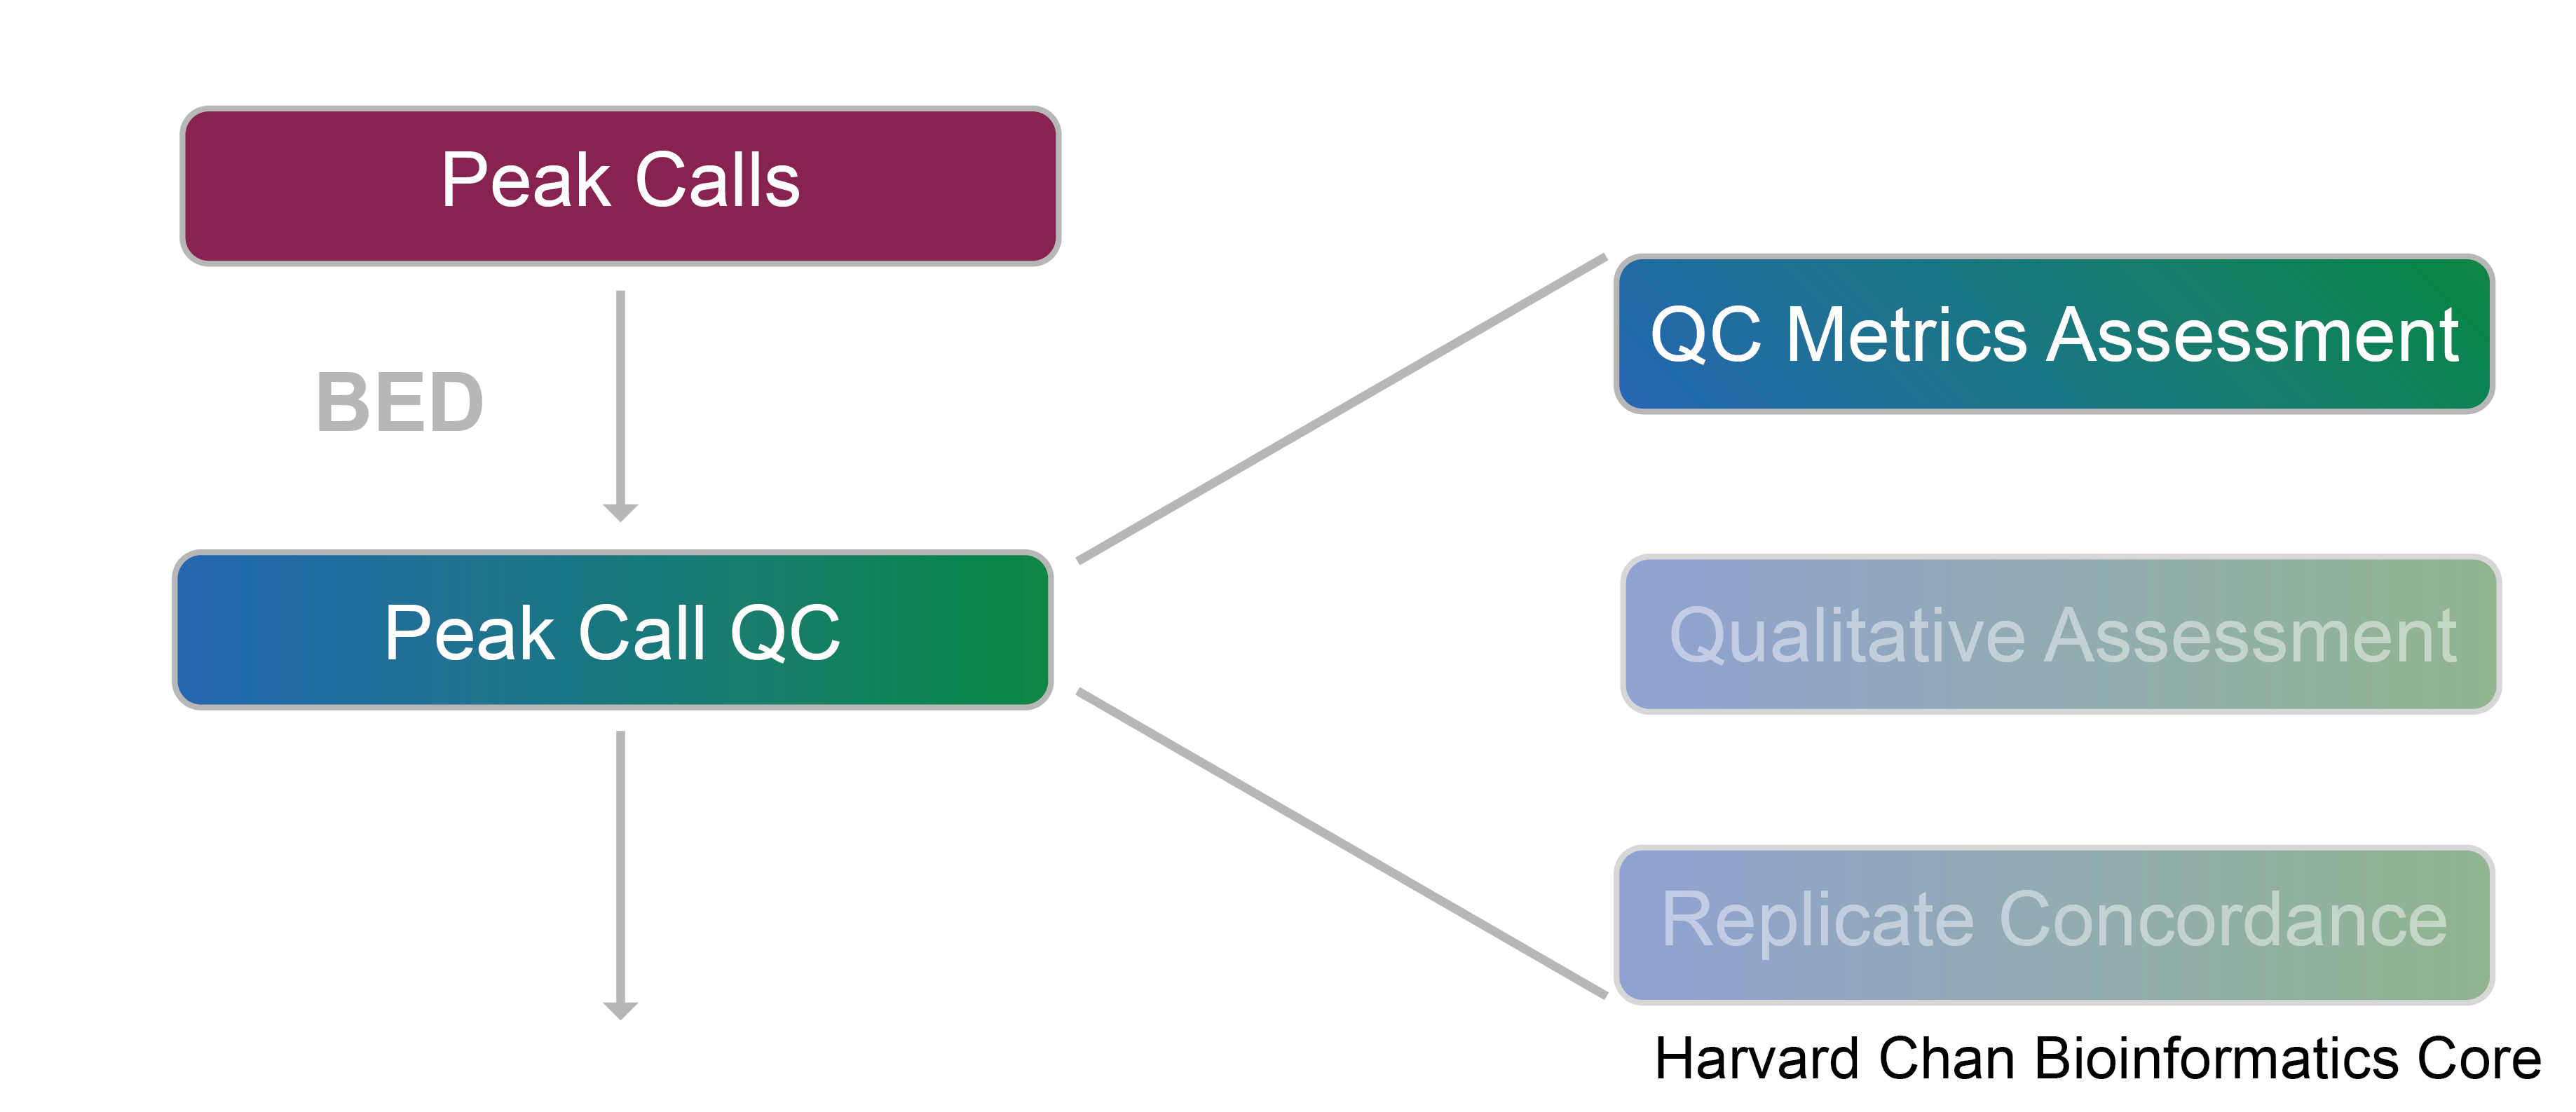 Peak Calls
BED
Peak Call QC
QC Metrics Assessment
Qualitative Assessment
Replicate Concordance
Harvard Chan Bioinformatics Core